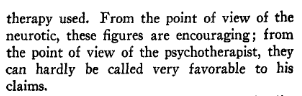 therapy used. From the point of view of the
neurotic, these figures are encouraging; from
the point of view of the psychotherapist, they
can hardly be called very favorable to his
claims.